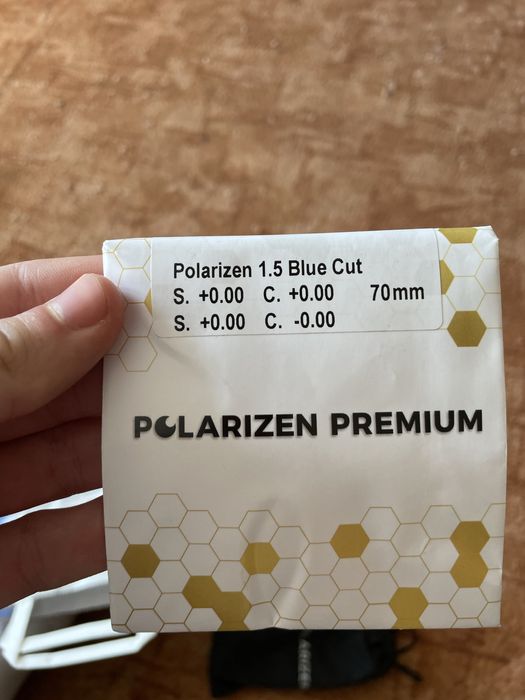 Polarizen 1.5 Blue Cut
S. +0.00 C. +0.00 70mm
S. +0.00 C. -0.00
POLARIZEN PREMIUM